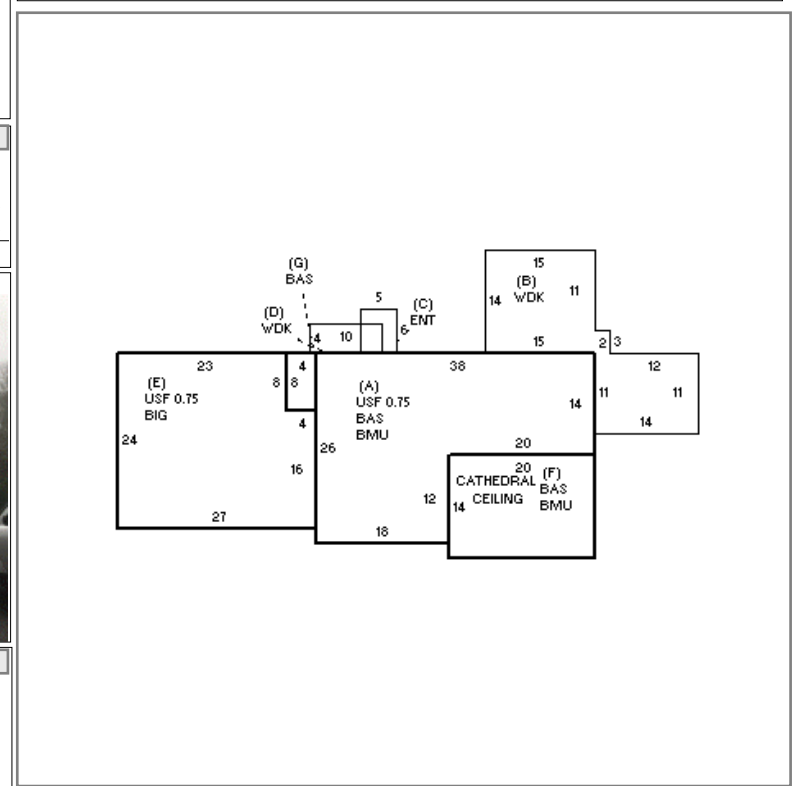 15
(B)
WDK
14
11
15
2
3
(G)
BAS
5
(C)
ENT
6
(D)
WDK
4
10
23
4
38
12
8
8
11
11
(E)
USF 0.75
BIG
(A)
USF 0.75
BAS
BMU
14
14
4
24
26
20
16
20
CATHEDRAL
CEILING
(F)
BAS
BMU
12
14
27
18